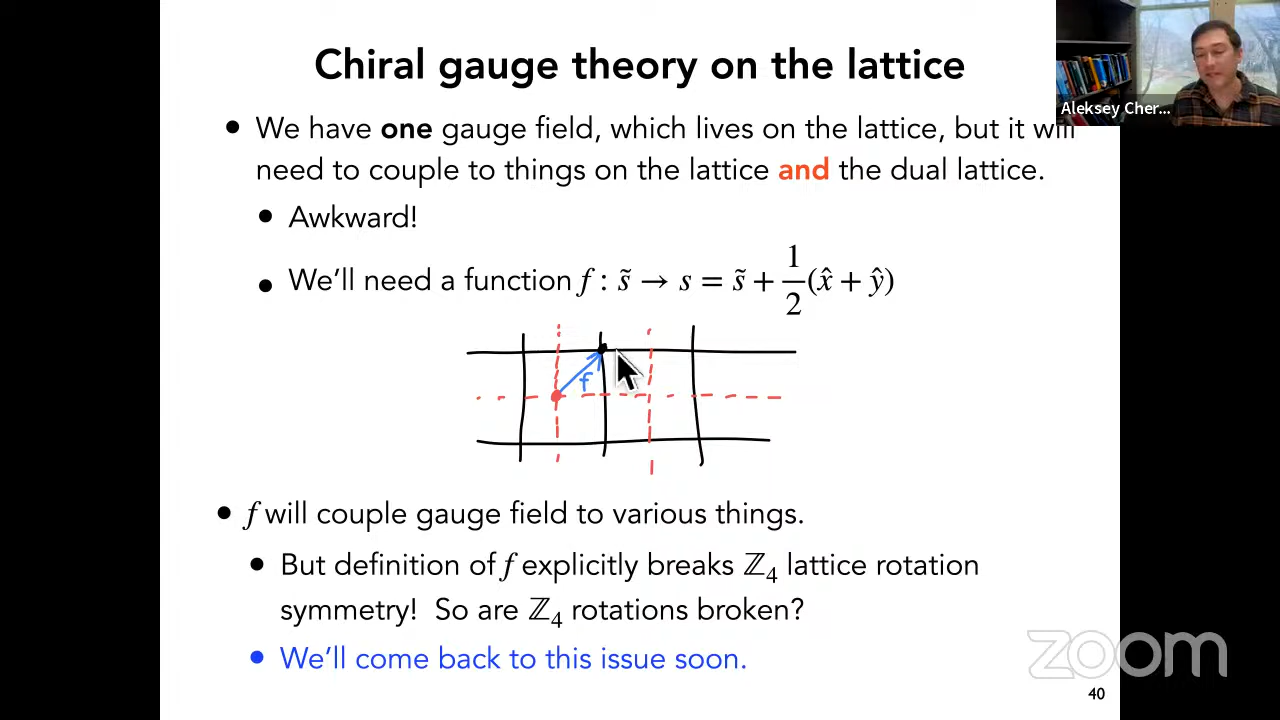 Chiral gauge theory on the lattice
Aleksey Cher...
• We have one gauge field, which lives on the lattice, but it will
need to couple to things on the lattice and the dual lattice.
• Awkward!
• We'll need a function f : s̃ → s = s̃ + 1/2 (x̂ + ŷ)
f
• f will couple gauge field to various things.
• But definition of f explicitly breaks ℤ₄ lattice rotation
symmetry! So are ℤ₄ rotations broken?
• We'll come back to this issue soon.
zoom
40